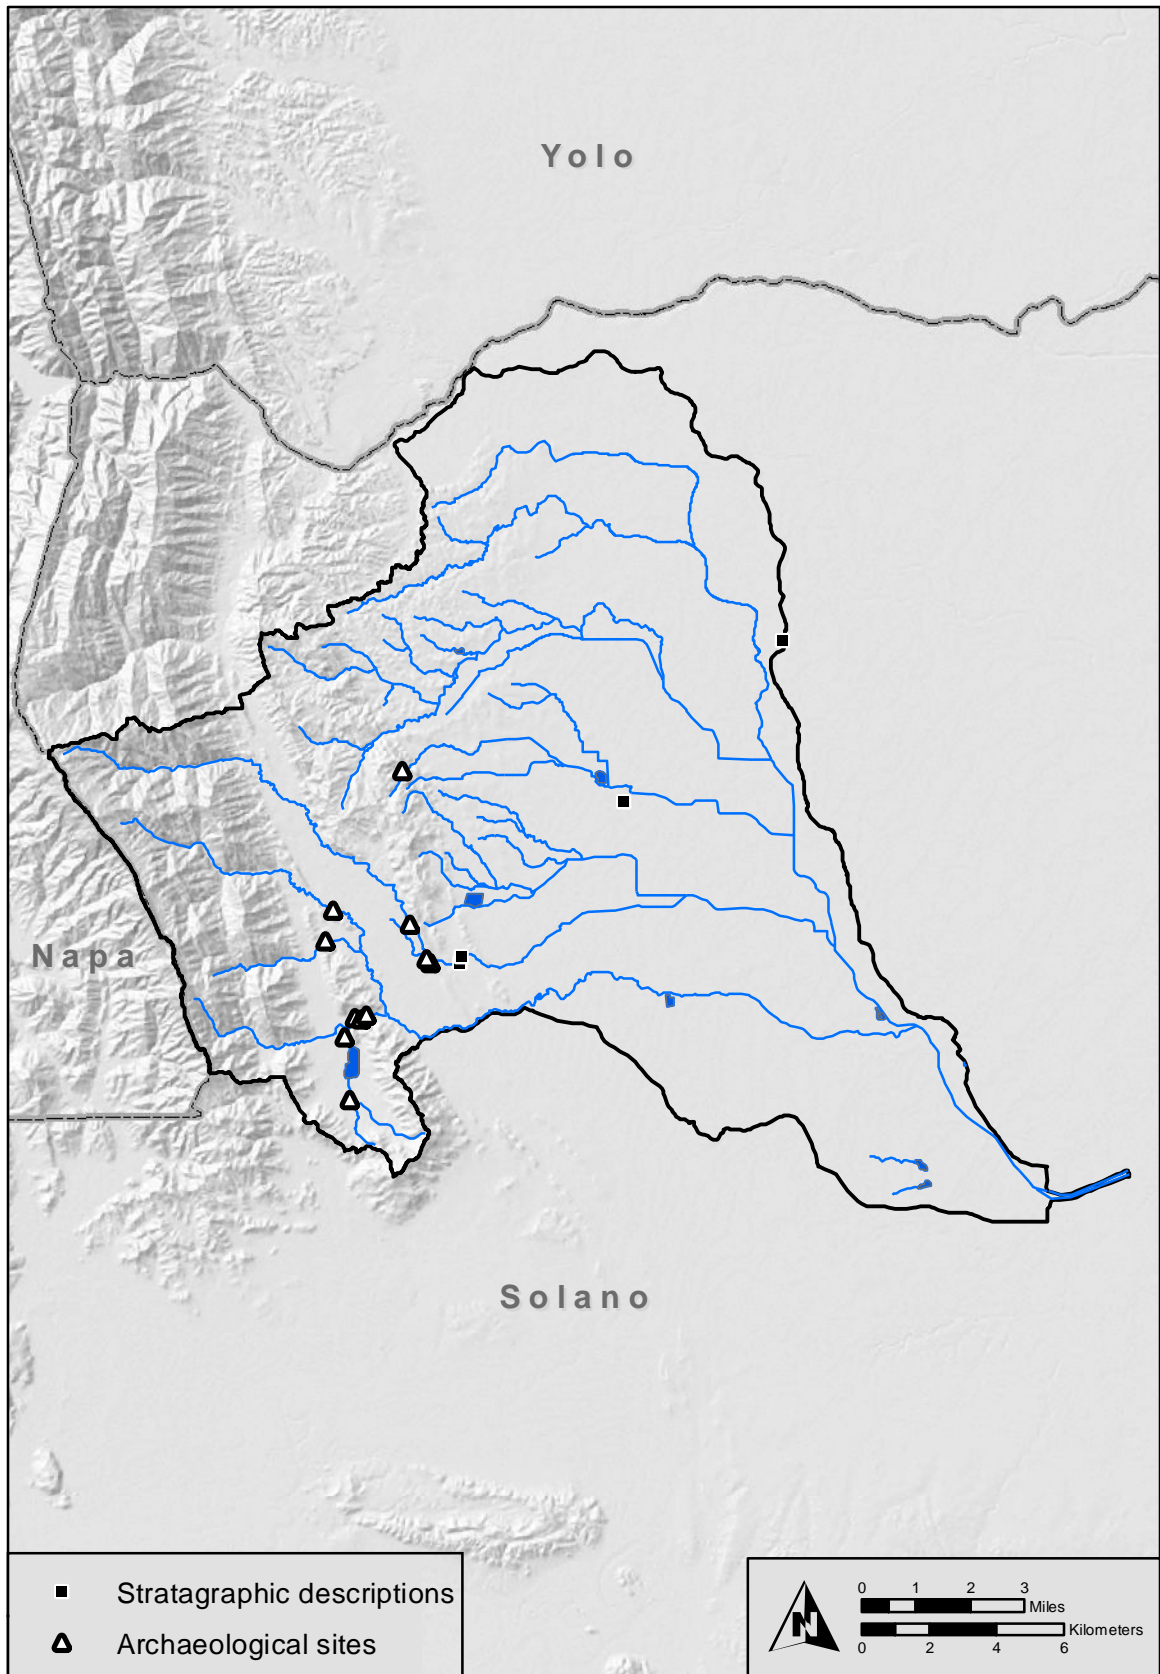 Yolo
Napa
Solano
Stratagraphic descriptions
Archaeological sites
N
0 1 2 3
Miles
Kilometers
0 2 4 6